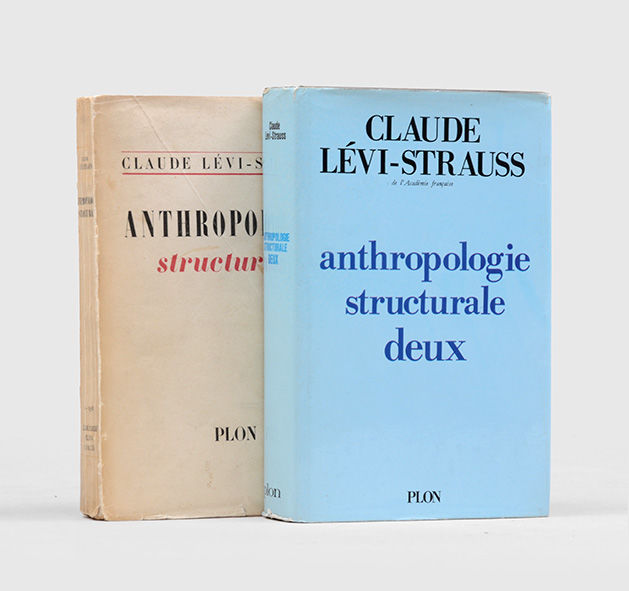 CLAUDE LÉVI-S
ANTHROPO
structur
PLON
Claude
Lévi-Strauss
ANTHROPOLOGIE
STRUCTURALE
DEUX
plon
CLAUDE
LÉVI-STRAUSS
de l'Académie française
anthropologie
structurale
deux
PLON